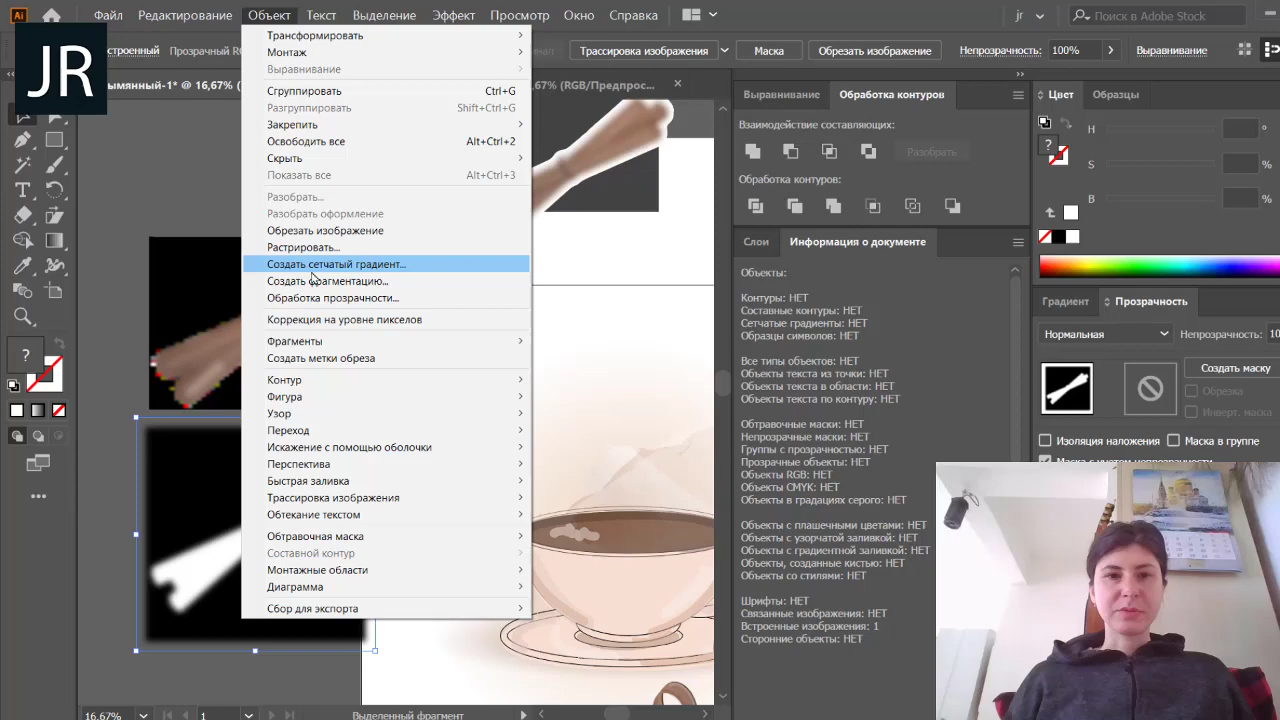 Ai
Файл Редактирование Объект Текст Выделение Эффект Просмотр Окно Справка
jr
Поиск в Adobe Stock
JR
Прозрачный
Трассировка изображения
Маска
Обрезать изображение
Непрозрачность:
100%
Выравнивание
16,67%
67% (RGB/Предпрос...
Трансформировать
Монтаж
Выравнивание
Сгруппировать Ctrl+G
Разгруппировать Shift+Ctrl+G
Закрепить
Освободить все Alt+Ctrl+2
Скрыть
Показать все Alt+Ctrl+3
Разобрать...
Разобрать оформление
Обрезать изображение
Растрировать...
Создать сетчатый градиент...
Создать фрагментацию...
Обработка прозрачности...
Коррекция на уровне пикселов
Фрагменты
Создать метки обреза
Контур
Фигура
Узор
Переход
Искажение с помощью оболочки
Перспектива
Быстрая заливка
Трассировка изображения
Обтекание текстом
Обтравочная маска
Составной контур
Монтажные области
Диаграмма
Сбор для экспорта
Выравнивание
Обработка контуров
Взаимодействие составляющих:
Разобрать
Обработка контуров:
Слои
Информация о документе
Объекты:
Контуры: НЕТ
Составные контуры: НЕТ
Сетчатые градиенты: НЕТ
Образцы символов: НЕТ
Все типы объектов: НЕТ
Объекты текста из точки: НЕТ
Объекты текста в области: НЕТ
Объекты текста по контуру: НЕТ
Обтравочные маски: НЕТ
Непрозрачные маски: НЕТ
Группы с прозрачностью: НЕТ
Прозрачные объекты: НЕТ
Объекты RGB: НЕТ
Объекты CMYK: НЕТ
Объекты в градациях серого: НЕТ
Объекты с плашечными цветами: НЕТ
Объекты с узорчатой заливкой: НЕТ
Объекты с градиентной заливкой: НЕТ
Объекты, созданные кистью: НЕТ
Объекты со стилями: НЕТ
Шрифты: НЕТ
Связанные изображения: НЕТ
Встроенные изображения: 1
Сторонние объекты: НЕТ
Цвет
Образцы
H
°
S
%
B
%
Градиент
Прозрачность
Нормальная
Непрозрачность:
Создать маску
Обрезка
Инверт. маск
Изоляция наложения
Маска в группе
16,67%
1
Выделенный фрагмент